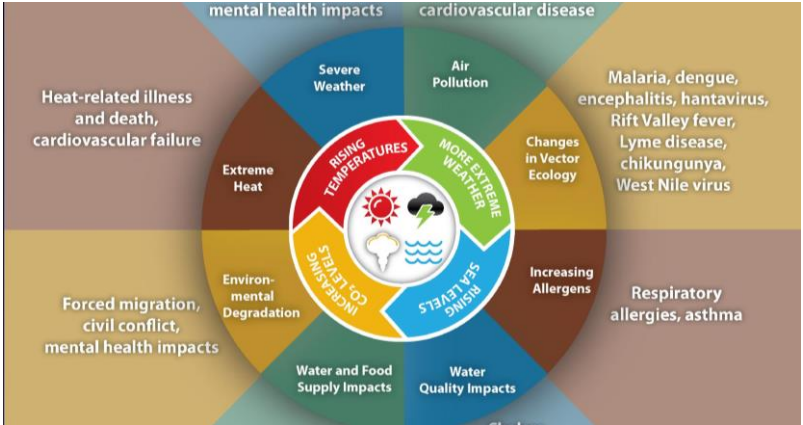 mental health impacts
cardiovascular disease
Severe
Weather
Air
Pollution
Heat-related illness
and death,
cardiovascular failure
Malaria, dengue,
encephalitis, hantavirus,
Rift Valley fever,
Lyme disease,
chikungunya,
West Nile virus
Extreme
Heat
Changes
in Vector
Ecology
RISING
TEMPERATURES
MORE EXTREME
WEATHER
RISING
SEA LEVELS
INCREASING
CO₂ LEVELS
Environ-
mental
Degradation
Increasing
Allergens
Forced migration,
civil conflict,
mental health impacts
Respiratory
allergies, asthma
Water and Food
Supply Impacts
Water
Quality Impacts